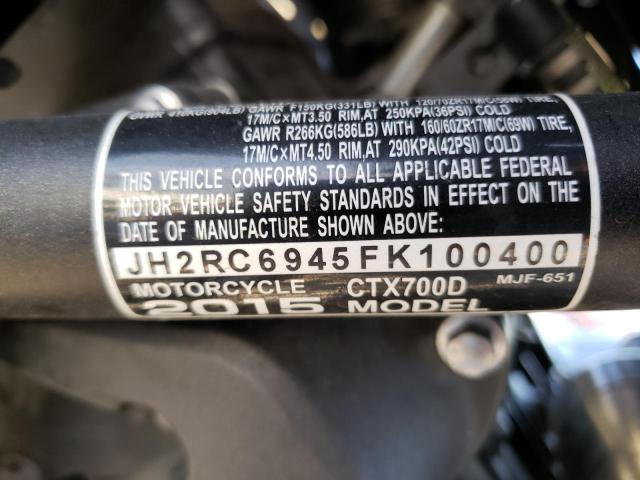 GVWR 416KG(904LB) GAWR F150KG(331LB) WITH 120/70ZR17M/C(58W) TIRE,
17M/C×MT3.50 RIM,AT 250KPA(36PSI) COLD
GAWR R266KG(586LB) WITH 160/60ZR17M/C(69W) TIRE,
17M/C×MT4.50 RIM,AT 290KPA(42PSI) COLD
THIS VEHICLE CONFORMS TO ALL APPLICABLE FEDERAL
MOTOR VEHICLE SAFETY STANDARDS IN EFFECT ON THE
DATE OF MANUFACTURE SHOWN ABOVE:
JH2RC6945FK100400
MOTORCYCLE CTX700D MJF-651
2015 MODEL